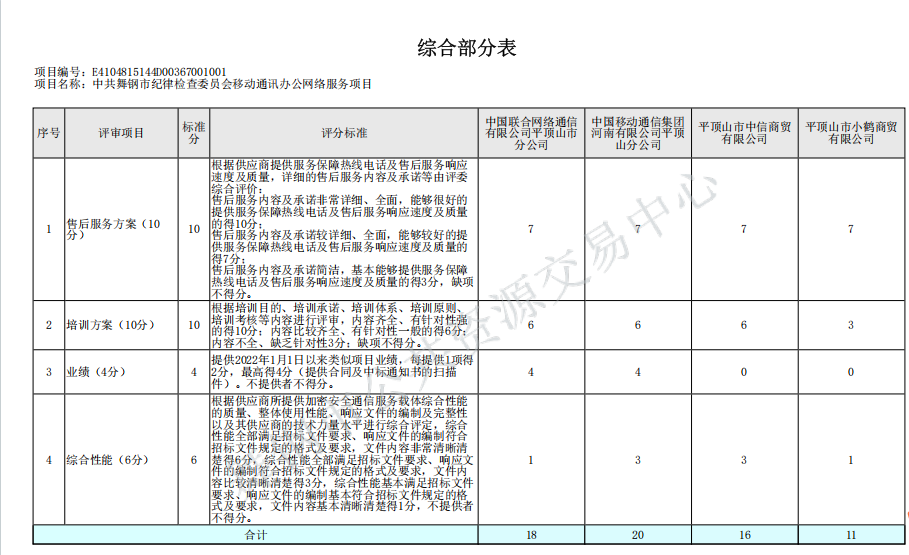 综合部分表
项目编号：E4104815144D00367001001
项目名称：中共舞钢市纪律检查委员会移动通讯办公网络服务项目
序号 评审项目 标准分 评分标准 中国联合网络通信有限公司平顶山市分公司 中国移动通信集团河南有限公司平顶山分公司 平顶山市中信商贸有限公司 平顶山市小鹤商贸有限公司
1 售后服务方案（10分） 10
根据供应商提供服务保障热线电话及售后服务响应
速度及质量，详细的售后服务内容及承诺等由评委
综合评价：
售后服务内容及承诺非常详细、全面，能够很好的
提供服务保障热线电话及售后服务响应速度及质量
的得10分；
售后服务内容及承诺较详细、全面，能够较好的提
供服务保障热线电话及售后服务响应速度及质量的
得7分；
售后服务内容及承诺简洁，基本能够提供服务保障
热线电话及售后服务响应速度及质量的得3分，缺项
不得分。
7 7 7 7
2 培训方案（10分） 10
根据培训目的、培训承诺、培训体系、培训原则、
培训考核等内容进行评审，内容齐全、有针对性强
的得10分；内容比较齐全、有针对性一般的得6分；
内容不全、缺乏针对性3分；缺项不得分。
6 6 6 3
3 业绩（4分） 4
提供2022年1月1日以来类似项目业绩，每提供1项得
2分，最高得4分（提供合同及中标通知书的扫描
件）。不提供者不得分。
4 4 0 0
4 综合性能（6分） 6
根据供应商所提供加密安全通信服务载体综合性能
的质量、整体使用性能、响应文件的编制及完整性
以及其供应商的技术力量水平进行综合评定，综合
性能全部满足招标文件要求、响应文件的编制符合
招标文件规定的格式及要求，文件内容非常清晰清
楚得6分，综合性能全部满足招标文件要求、响应文
件的编制符合招标文件规定的格式及要求，文件内
容比较清晰清楚得3分，综合性能基本满足招标文件
要求、响应文件的编制基本符合招标文件规定的格
式及要求，文件内容基本清晰清楚得1分，不提供者
不得分。
1 3 3 1
合计 18 20 16 11
公共资源交易中心